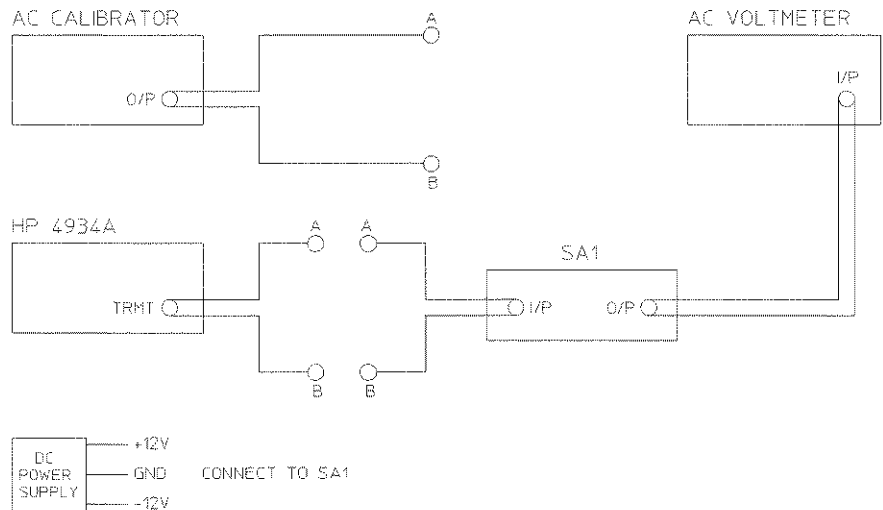 AC CALIBRATOR
O/P
A
B
AC VOLTMETER
I/P
HP 4934A
TRMT
A
B
A
B
SA1
I/P
O/P
DC
POWER
SUPPLY
+12V
GND
-12V
CONNECT TO SA1